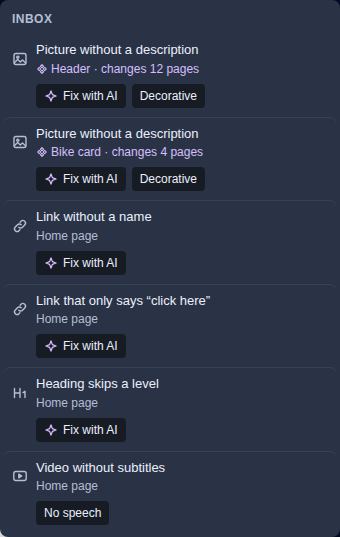 INBOX
Picture without a description
Header · changes 12 pages
Fix with AI Decorative
Picture without a description
Bike card · changes 4 pages
Fix with AI Decorative
Link without a name
Home page
Fix with AI
Link that only says “click here”
Home page
Fix with AI
H1 Heading skips a level
Home page
Fix with AI
Video without subtitles
Home page
No speech